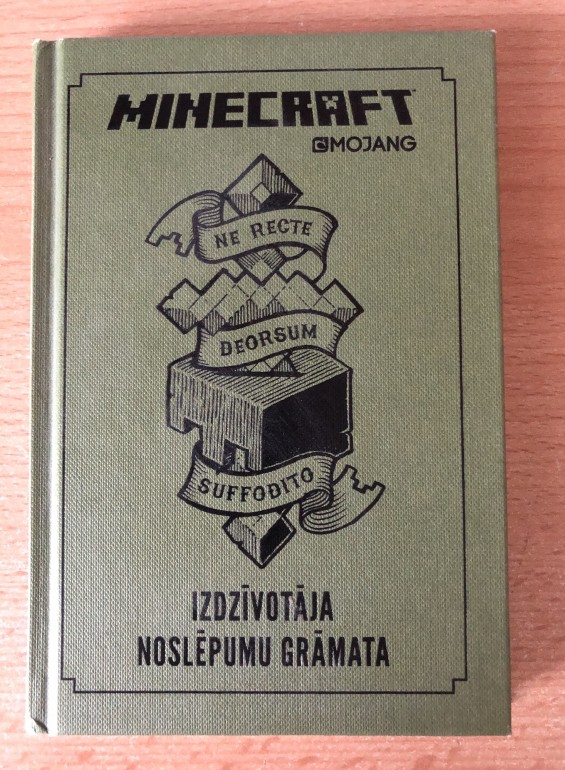 MINECRAFT
MOJANG
NE RECTE
DEORSUM
SUFFODITO
IZDZĪVOTĀJA
NOSLĒPUMU GRĀMATA